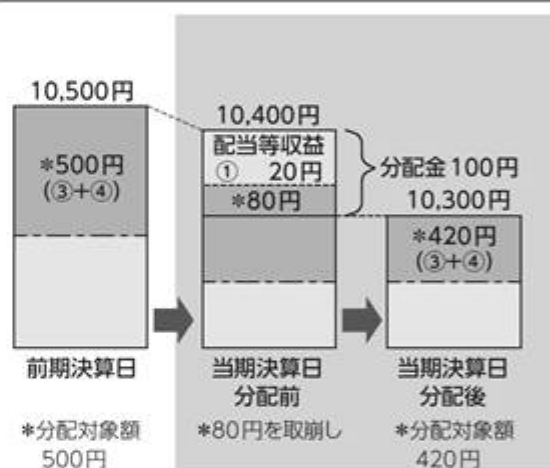 10,500円
*500円
(③+④)
前期決算日
*分配対象額
500円
10,400円
配当等収益
① 20円
*80円
分配金 100円
当期決算日
分配前
*80円を取崩し
10,300円
*420円
(③+④)
当期決算日
分配後
*分配対象額
420円